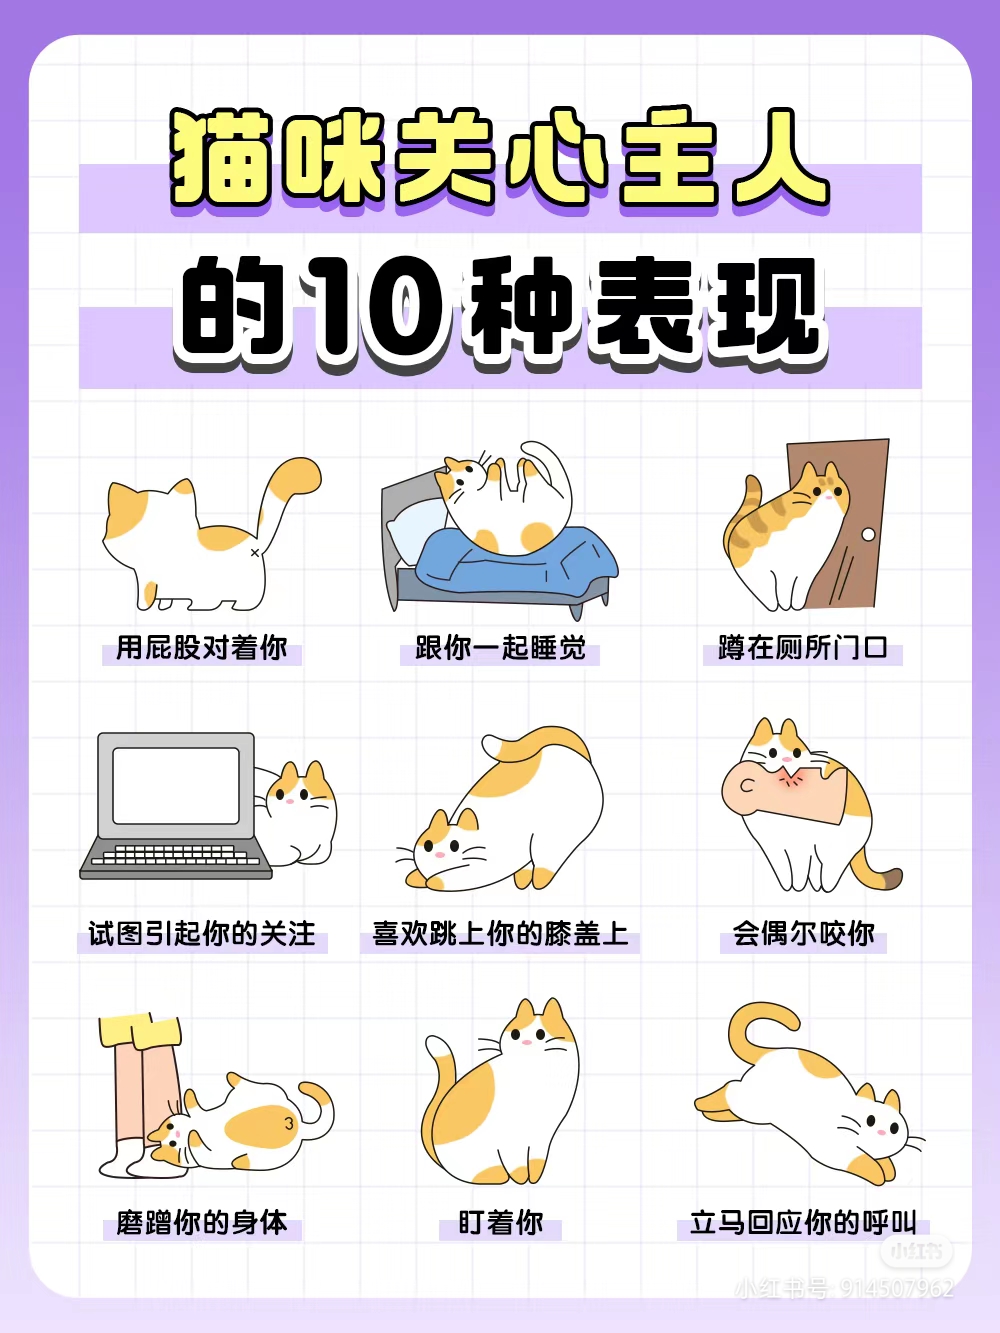 猫咪关心主人
的10种表现
用屁股对着你
跟你一起睡觉
蹲在厕所门口
试图引起你的关注
喜欢跳上你的膝盖上
会偶尔咬你
3
磨蹭你的身体
盯着你
立马回应你的呼叫
小红书
小红书号: 914507962